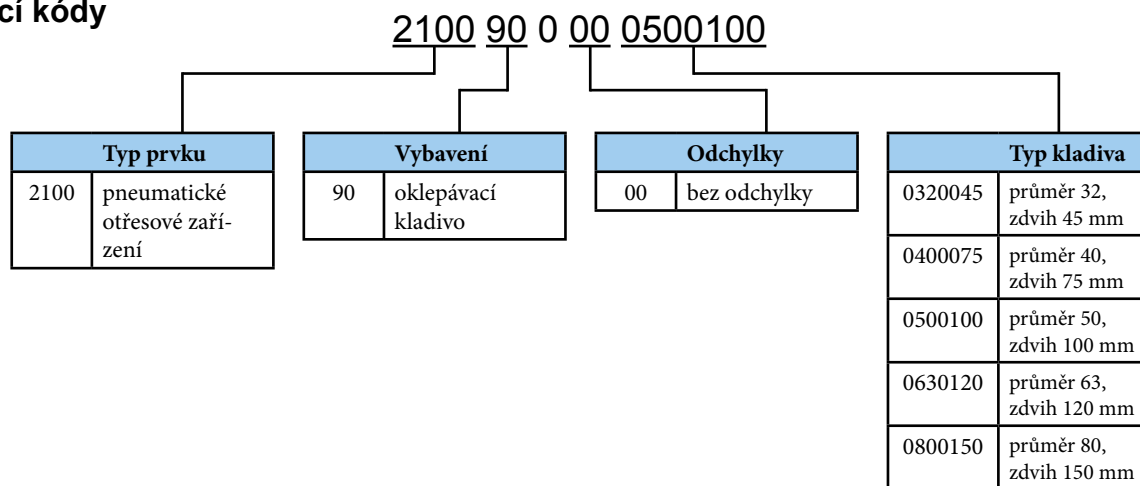 cí kódy
2100 90 0 00 0500100
Typ prvku
2100 pneumatické
otřesové zaří-
zení
Vybavení
90 oklepávací
kladivo
Odchylky
00 bez odchylky
Typ kladiva
0320045 průměr 32,
zdvih 45 mm
0400075 průměr 40,
zdvih 75 mm
0500100 průměr 50,
zdvih 100 mm
0630120 průměr 63,
zdvih 120 mm
0800150 průměr 80,
zdvih 150 mm